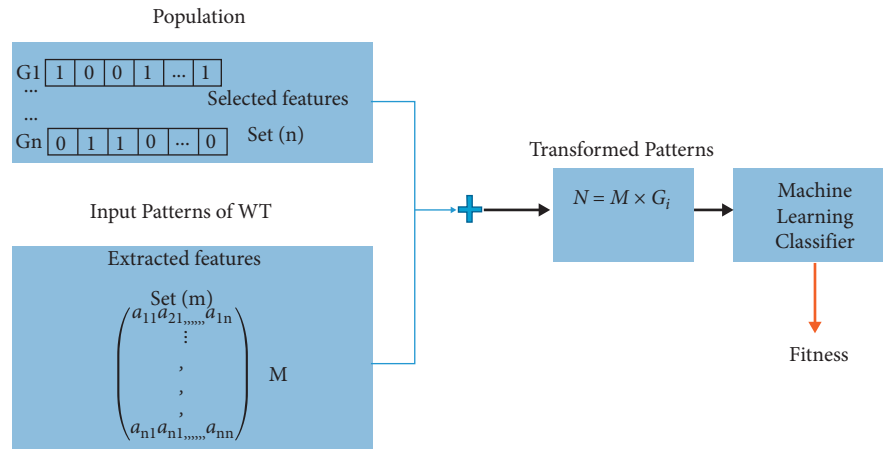 Population
G1 1 0 0 1 ... 1
...
Selected features
...
Set (n)
Gn 0 1 1 0 ... 0
Input Patterns of WT
Extracted features
Set (m)
a11a21,,,,,,a1n
⋮
,
,
,
M
an1an1,,,,,,ann
Transformed Patterns
N = M × Gi
Machine
Learning
Classifier
Fitness